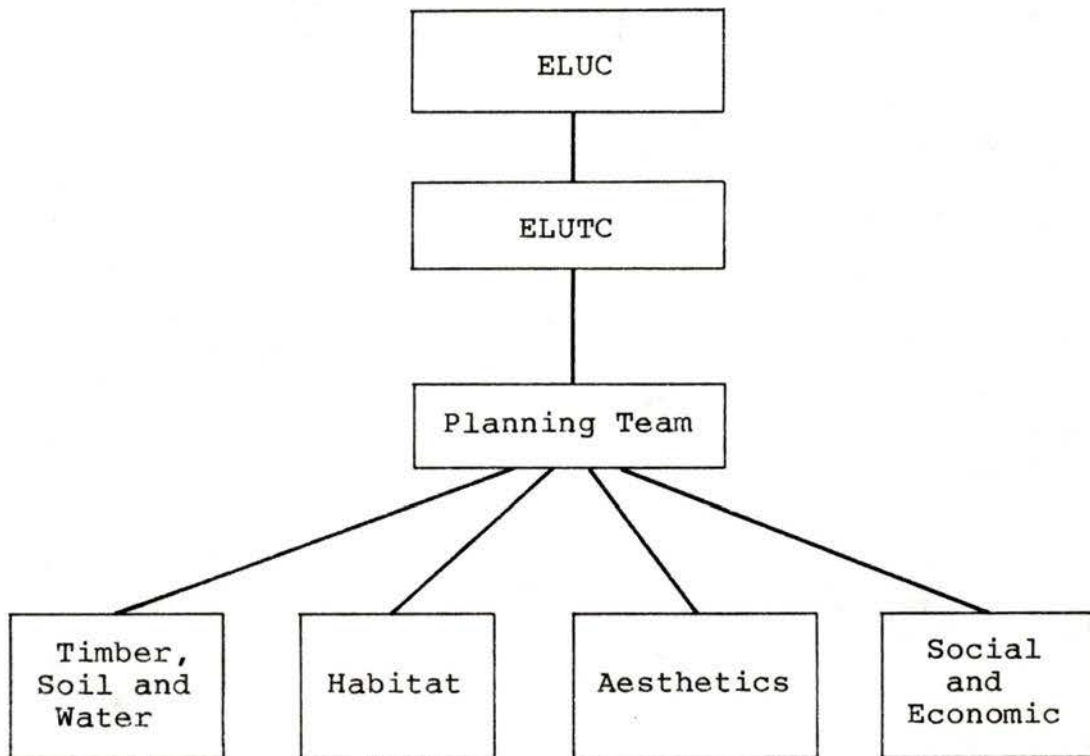 ELUC
ELUTC
Planning Team
Timber,
Soil and
Water
Habitat
Aesthetics
Social
and
Economic